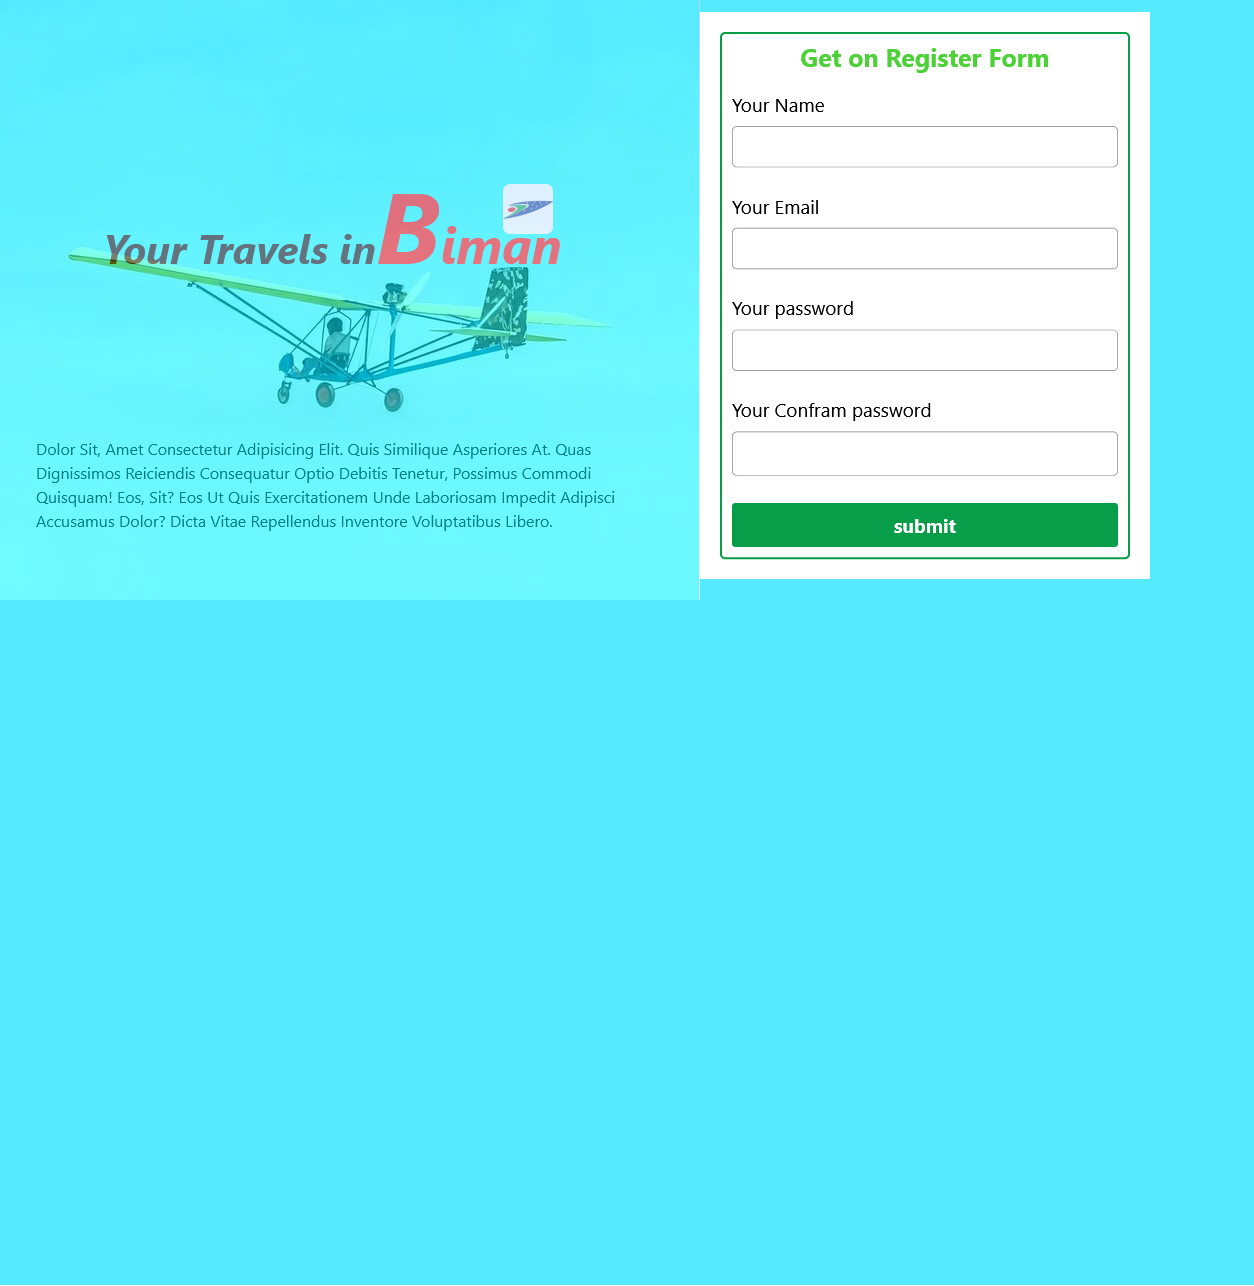 Your Travels in Biman
Dolor Sit, Amet Consectetur Adipisicing Elit. Quis Similique Asperiores At. Quas
Dignissimos Reiciendis Consequatur Optio Debitis Tenetur, Possimus Commodi
Quisquam! Eos, Sit? Eos Ut Quis Exercitationem Unde Laboriosam Impedit Adipisci
Accusamus Dolor? Dicta Vitae Repellendus Inventore Voluptatibus Libero.
Get on Register Form
Your Name
Your Email
Your password
Your Confram password
submit